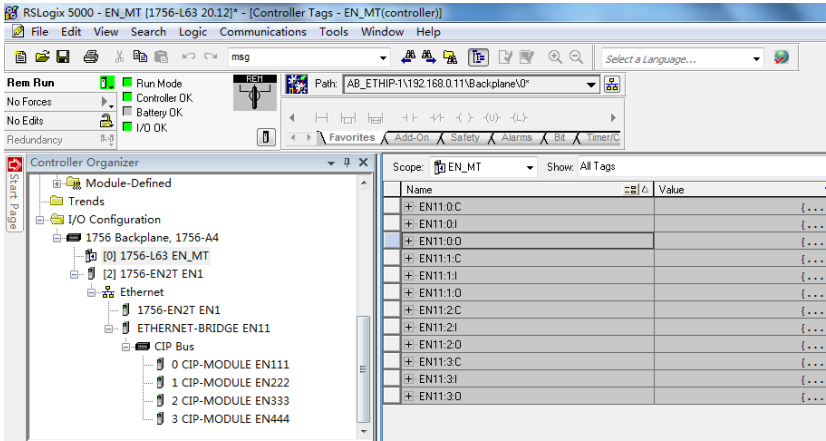 RSLogix 5000 - EN_MT [1756-L63 20.12]* - [Controller Tags - EN_MT(controller)]
File Edit View Search Logic Communications Tools Window Help
msg
Select a Language...
Rem Run
Run Mode
REM
Path: AB_ETHIP-1\192.168.0.11\Backplane\0*
No Forces
Controller OK
Battery OK
No Edits
I/O OK
Redundancy
Favorites Add-On Safety Alarms Bit Timer/C
Start Page
Controller Organizer
Scope: EN_MT Show: All Tags
Module-Defined
Name Value
Trends
EN11:0:C {...
I/O Configuration
EN11:0:I {...
1756 Backplane, 1756-A4
EN11:0:O {...
[0] 1756-L63 EN_MT
EN11:1:C {...
[2] 1756-EN2T EN1
EN11:1:I {...
Ethernet
EN11:1:O {...
1756-EN2T EN1
EN11:2:C {...
ETHERNET-BRIDGE EN11
EN11:2:I {...
CIP Bus
EN11:2:O {...
0 CIP-MODULE EN111
EN11:3:C {...
1 CIP-MODULE EN222
EN11:3:I {...
2 CIP-MODULE EN333
EN11:3:O {...
3 CIP-MODULE EN444